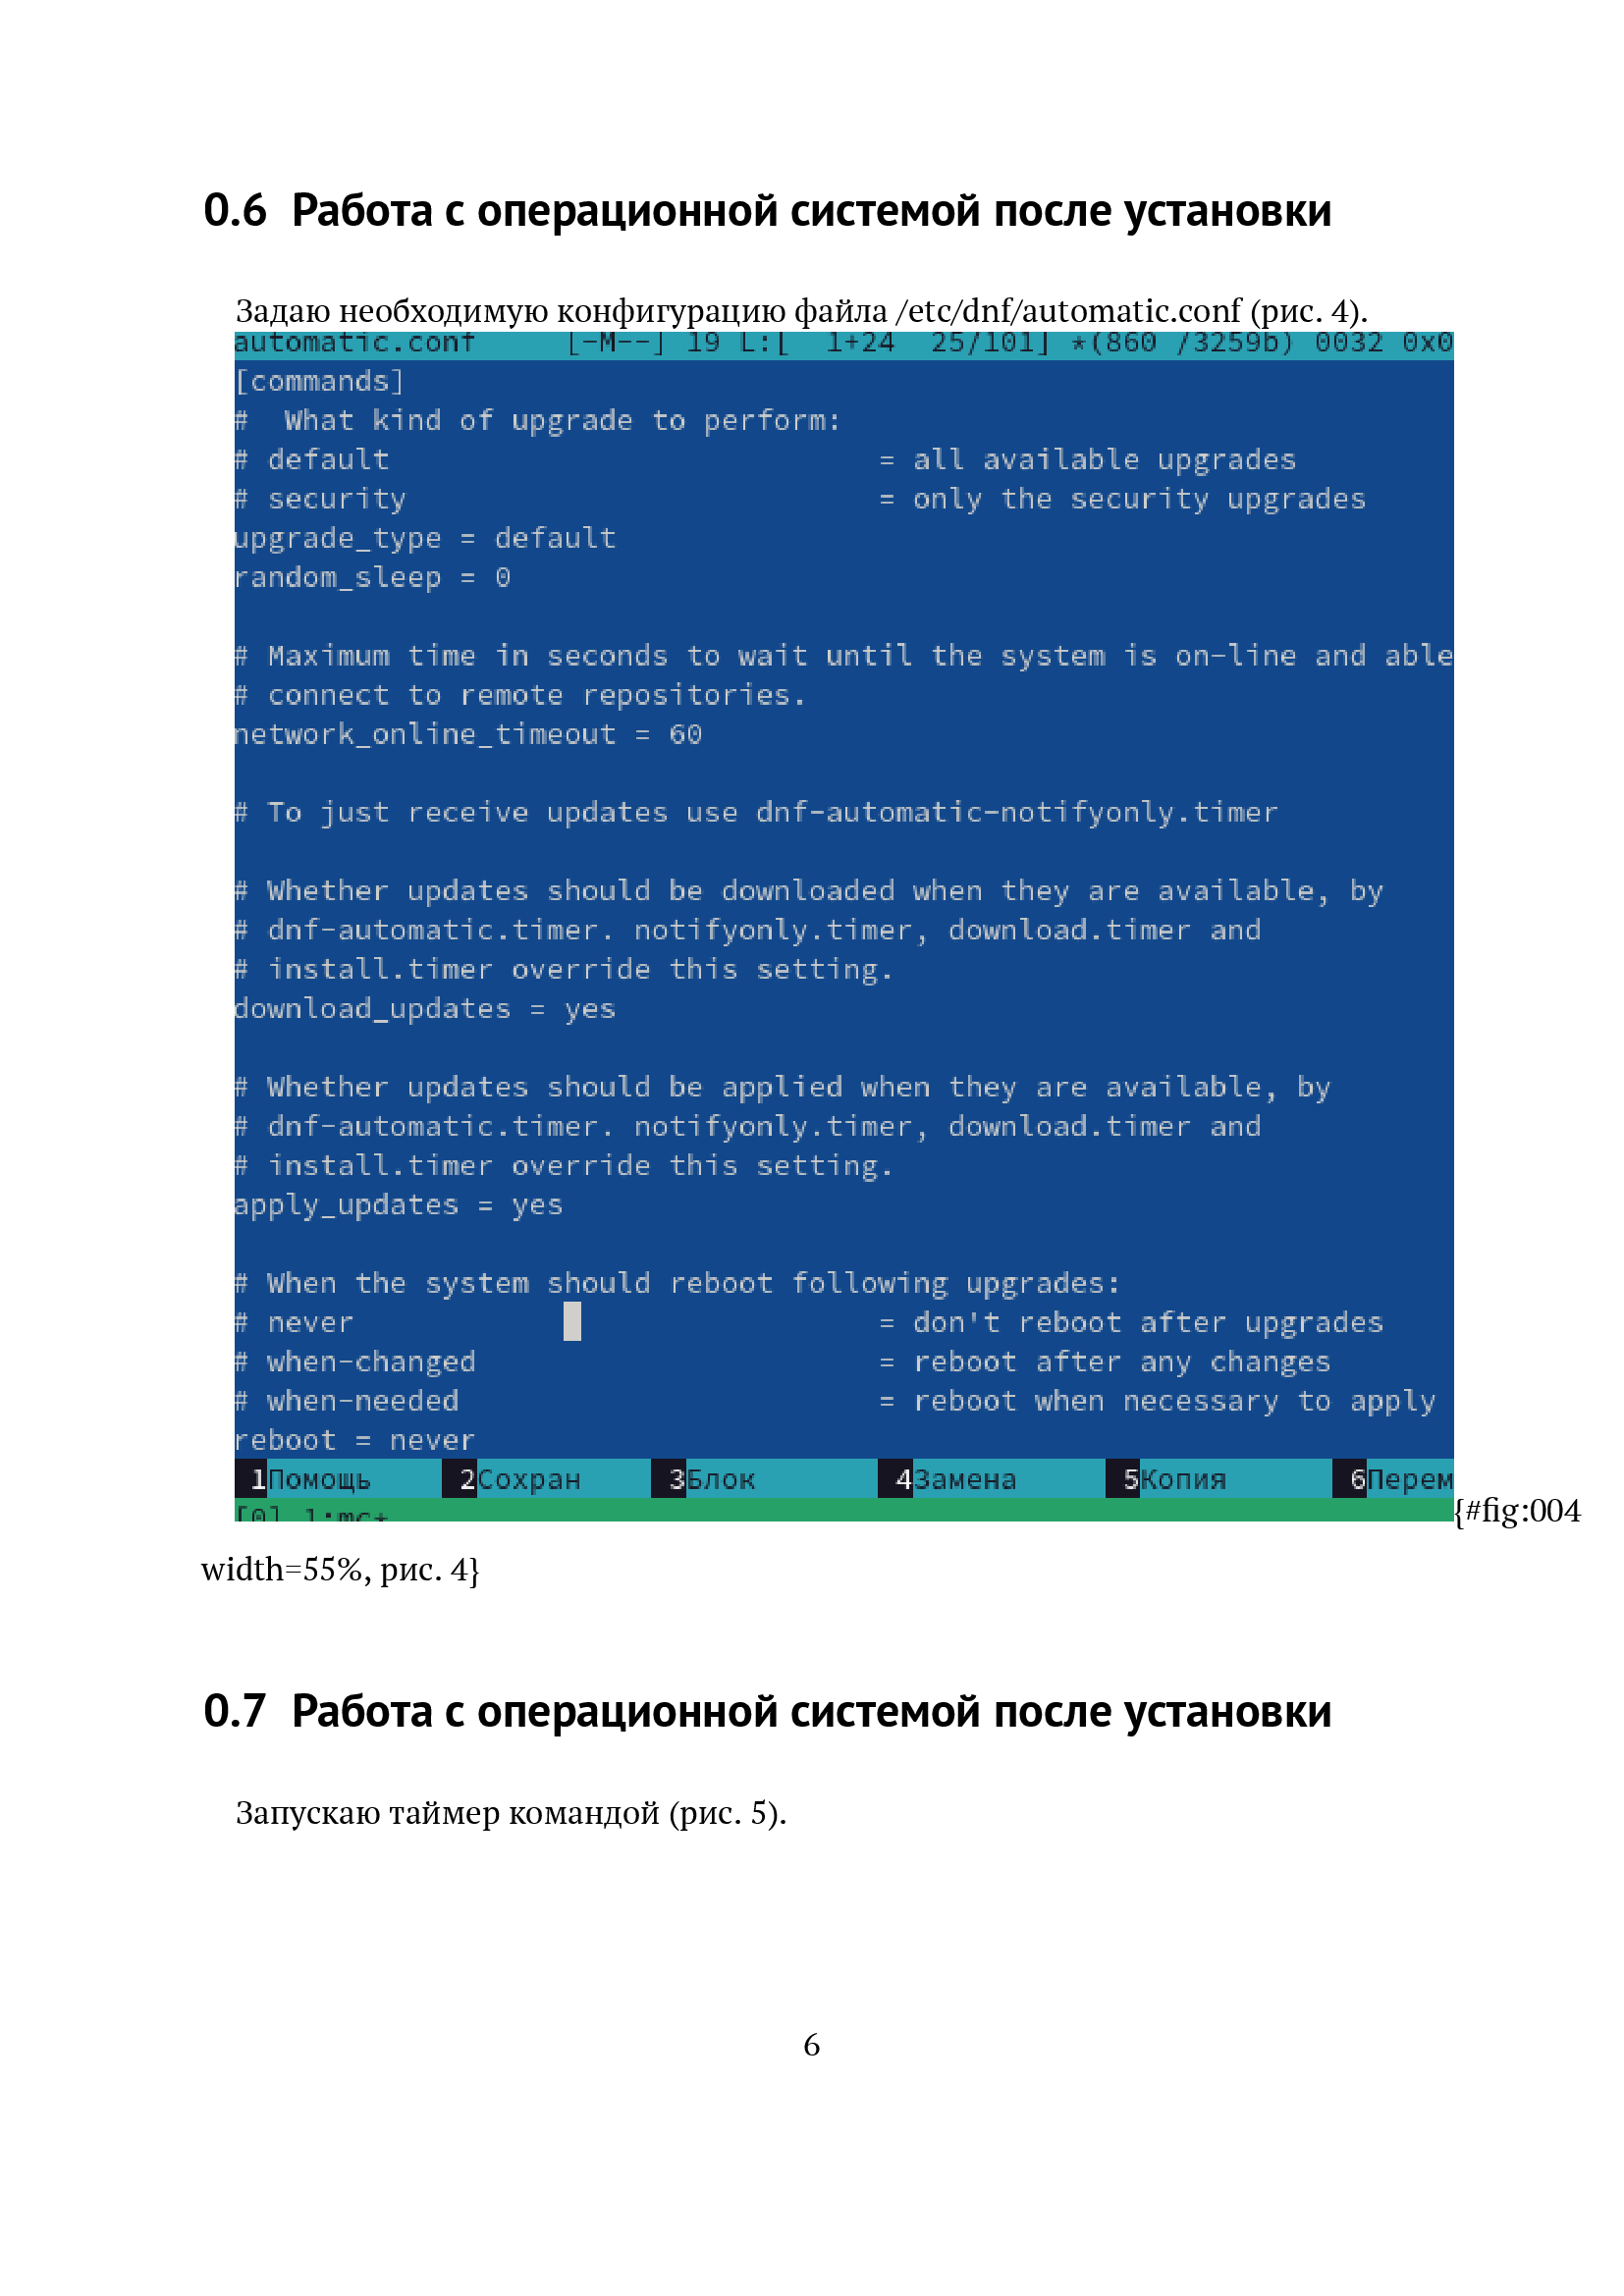 0.6 Работа с операционной системой после установки
Задаю необходимую конфигурацию файла /etc/dnf/automatic.conf (рис. 4).
automatic.conf [-M--] 19 L:[ 1+24 25/101] *(860 /3259b) 0032 0x0
[commands]
#  What kind of upgrade to perform:
# default                            = all available upgrades
# security                           = only the security upgrades
upgrade_type = default
random_sleep = 0
# Maximum time in seconds to wait until the system is on-line and able
# connect to remote repositories.
network_online_timeout = 60
# To just receive updates use dnf-automatic-notifyonly.timer
# Whether updates should be downloaded when they are available, by
# dnf-automatic.timer. notifyonly.timer, download.timer and
# install.timer override this setting.
download_updates = yes
# Whether updates should be applied when they are available, by
# dnf-automatic.timer. notifyonly.timer, download.timer and
# install.timer override this setting.
apply_updates = yes
# When the system should reboot following upgrades:
# never                              = don't reboot after upgrades
# when-changed                       = reboot after any changes
# when-needed                        = reboot when necessary to apply
reboot = never
1Помощь 2Сохран 3Блок 4Замена 5Копия 6Перем
[0] 1:mc* {#fig:004
width=55%, рис. 4}
0.7 Работа с операционной системой после установки
Запускаю таймер командой (рис. 5).
6